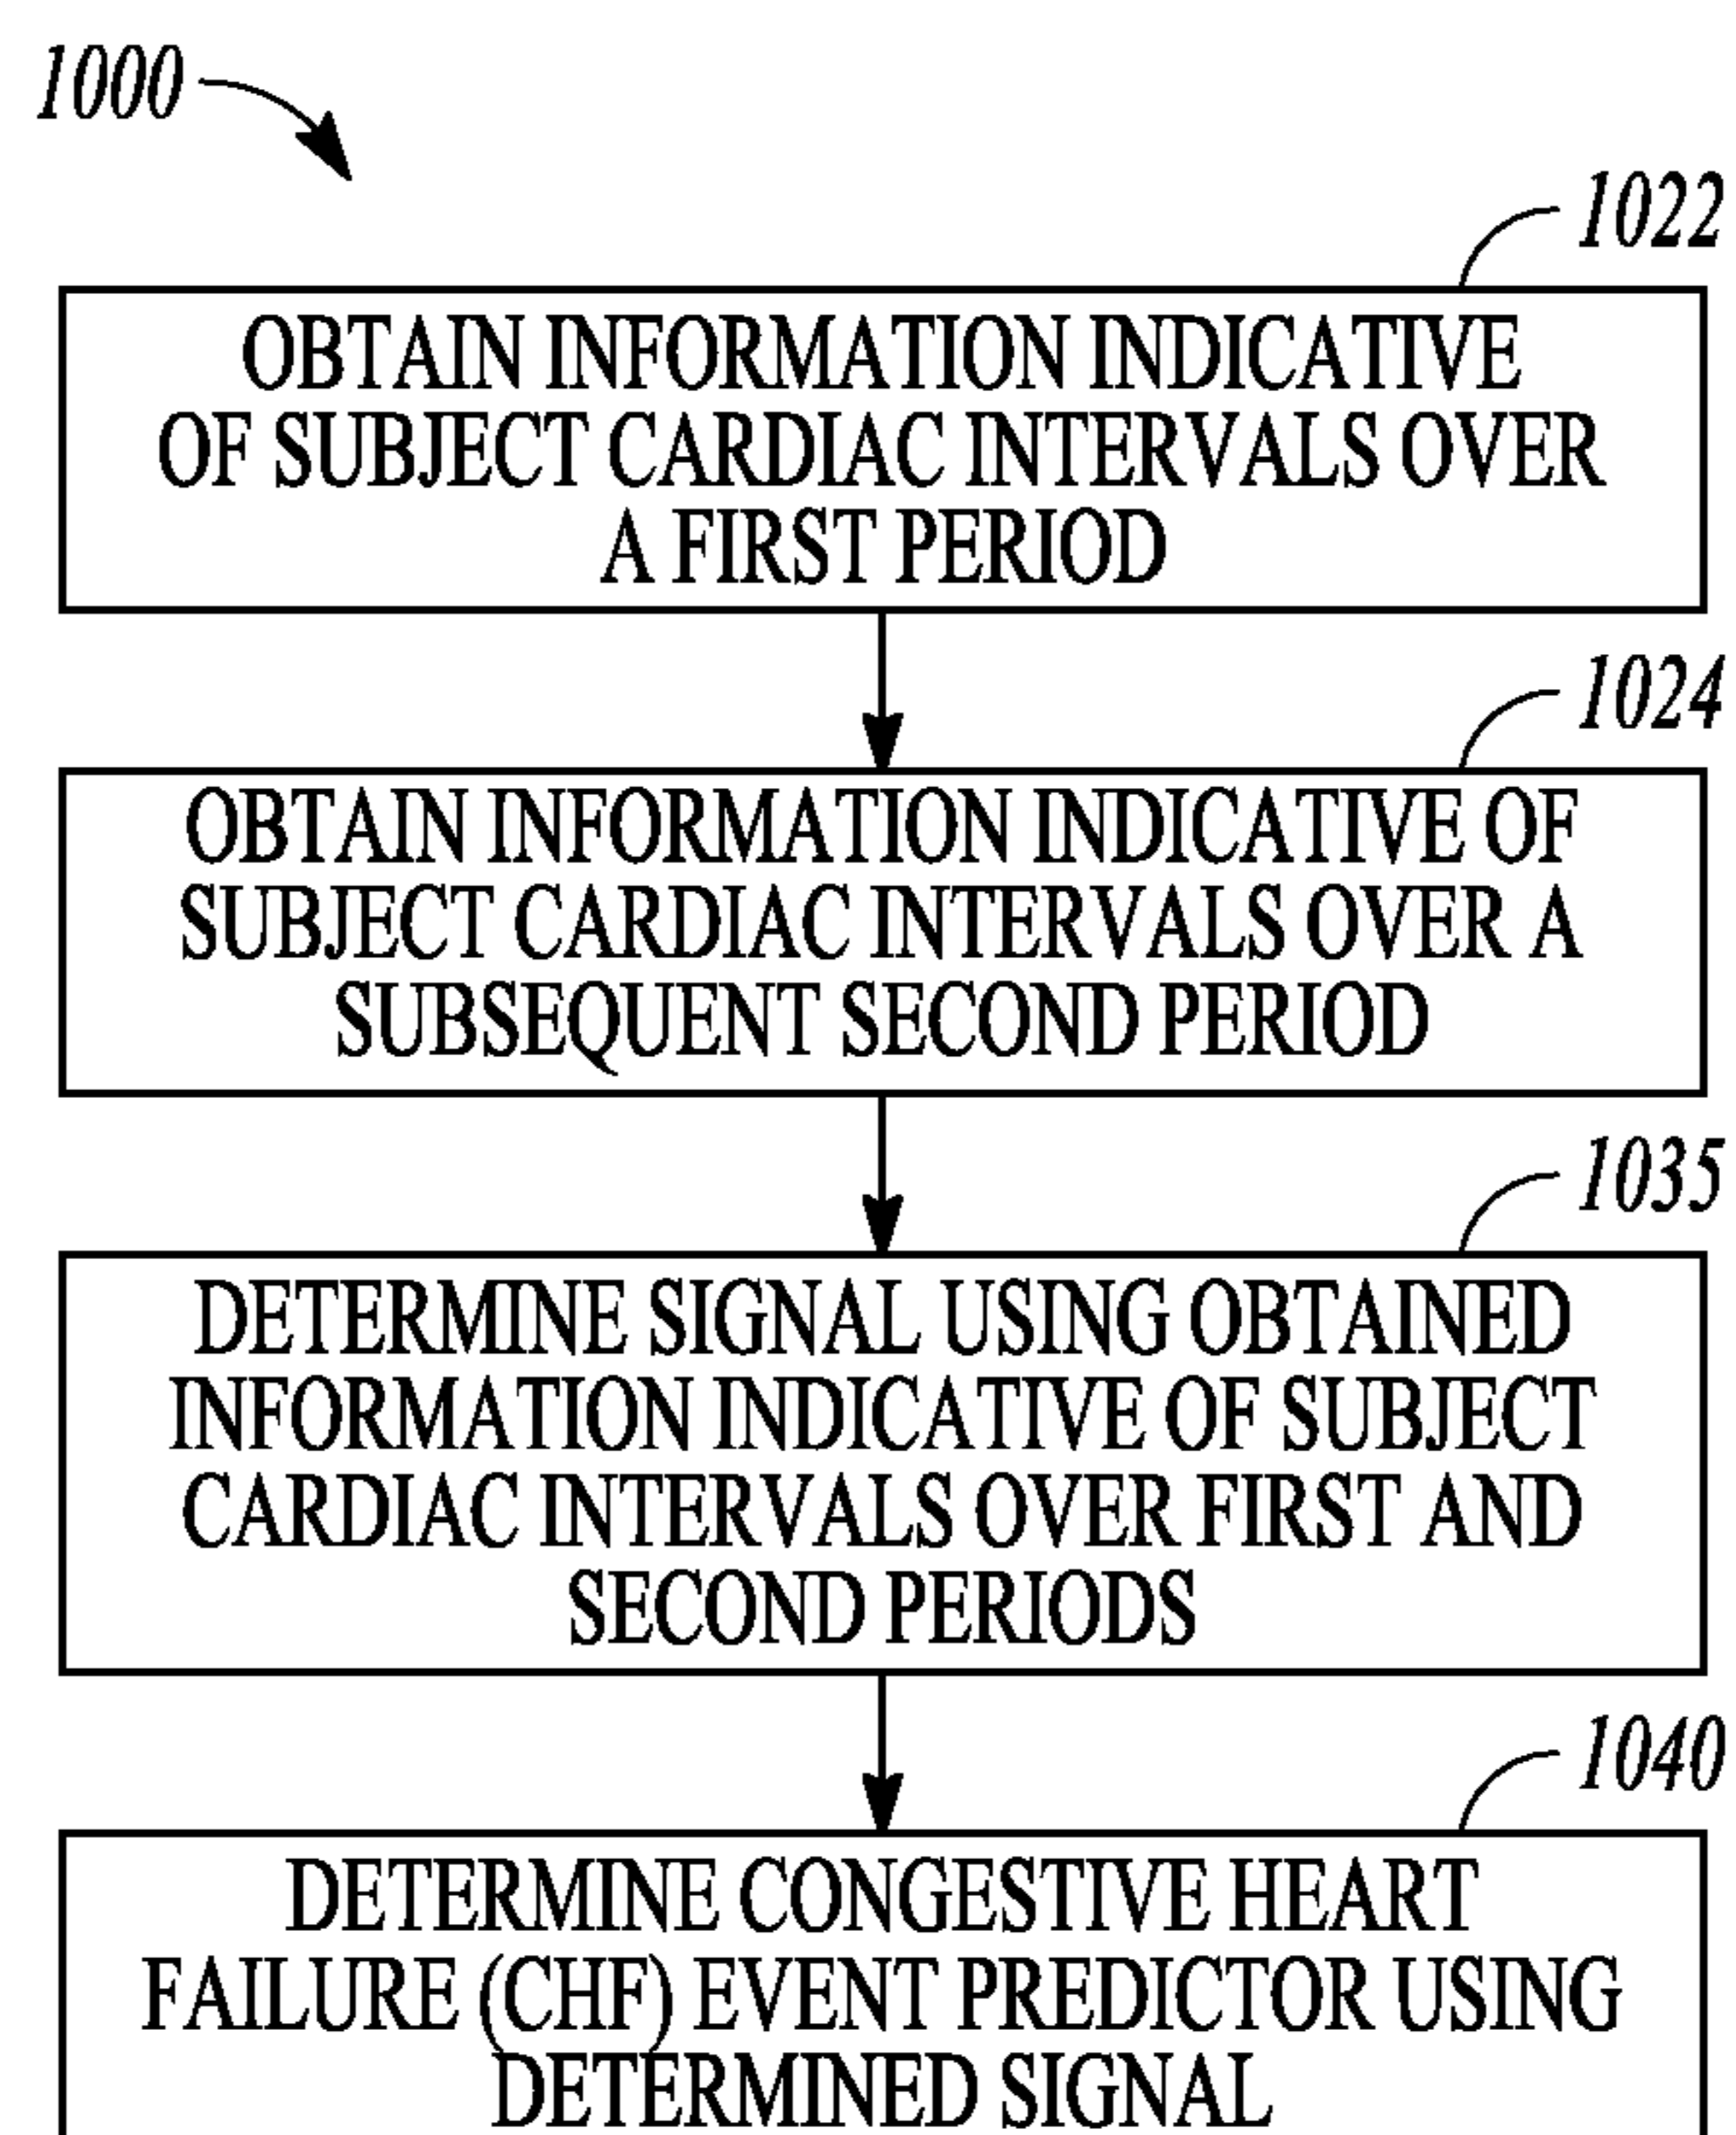 1000
1022
OBTAIN INFORMATION INDICATIVE
OF SUBJECT CARDIAC INTERVALS OVER
A FIRST PERIOD
1024
OBTAIN INFORMATION INDICATIVE OF
SUBJECT CARDIAC INTERVALS OVER A
SUBSEQUENT SECOND PERIOD
1035
DETERMINE SIGNAL USING OBTAINED
INFORMATION INDICATIVE OF SUBJECT
CARDIAC INTERVALS OVER FIRST AND
SECOND PERIODS
1040
DETERMINE CONGESTIVE HEART
FAILURE (CHF) EVENT PREDICTOR USING
DETERMINED SIGNAL